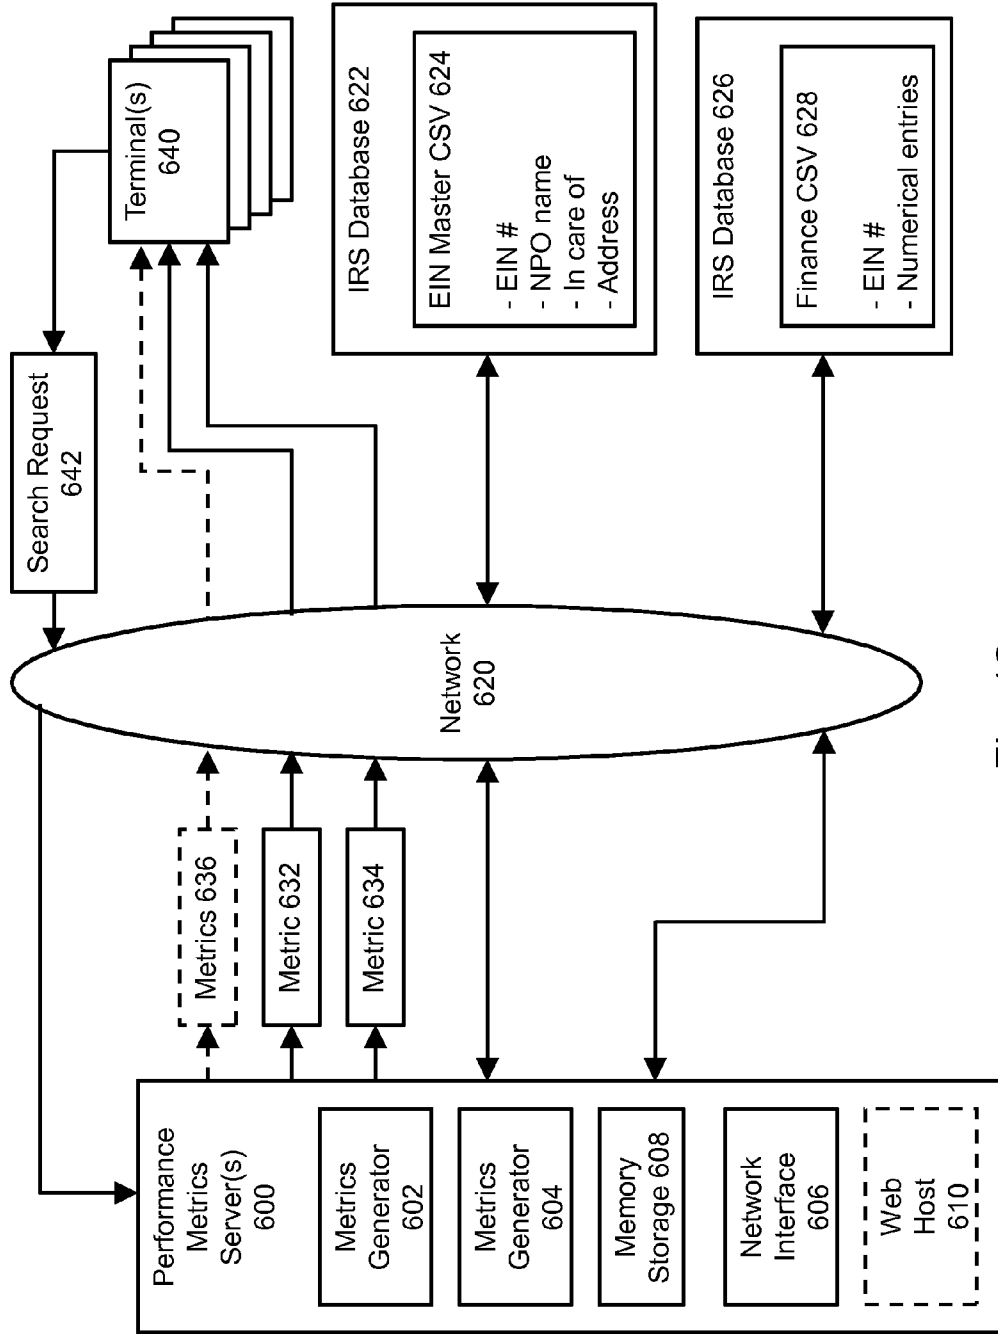 Performance
Metrics
Server(s)
600
Metrics
Generator
602
Metrics
Generator
604
Memory
Storage 608
Network
Interface
606
Web
Host
610
Metrics 636
Metric 632
Metric 634
Network
620
Search Request
642
Terminal(s)
640
IRS Database 622
EIN Master CSV 624
- EIN #
- NPO name
- In care of
- Address
IRS Database 626
Finance CSV 628
- EIN #
- Numerical entries